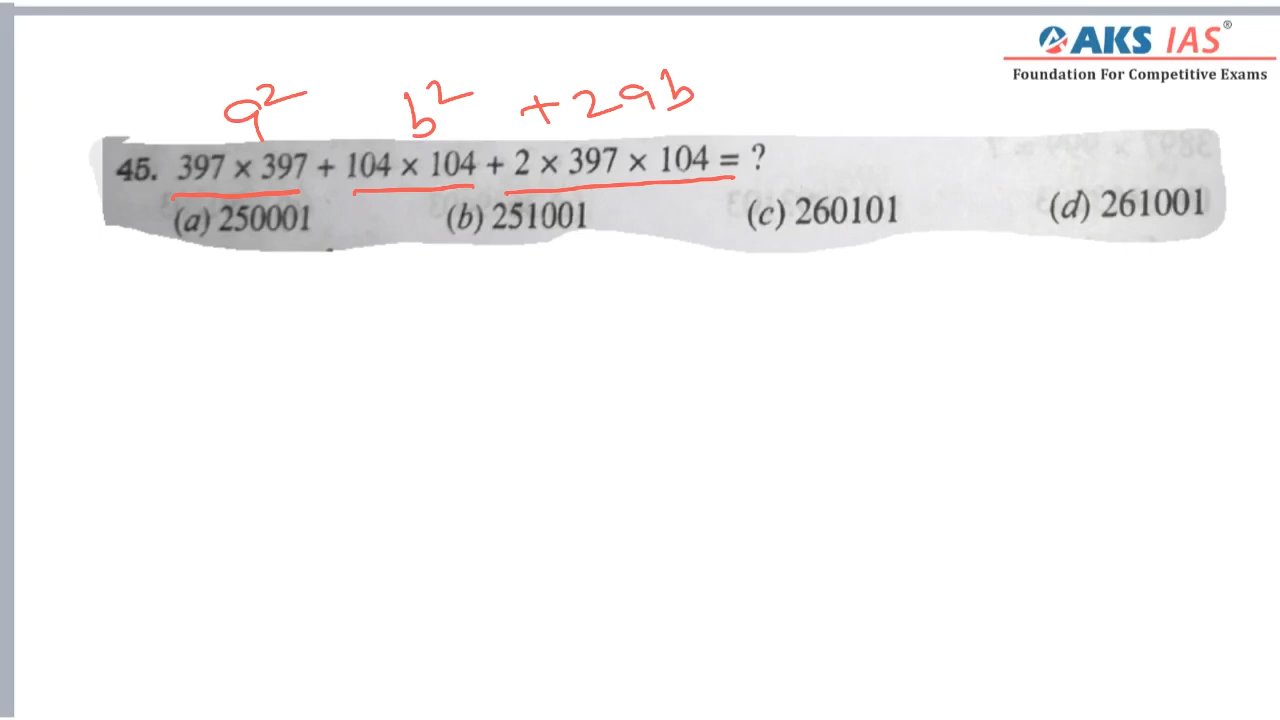 AKS IAS®
Foundation For Competitive Exams
a² b² + 2ab
45. 397 × 397 + 104 × 104 + 2 × 397 × 104 = ?
(a) 250001 (b) 251001 (c) 260101 (d) 261001